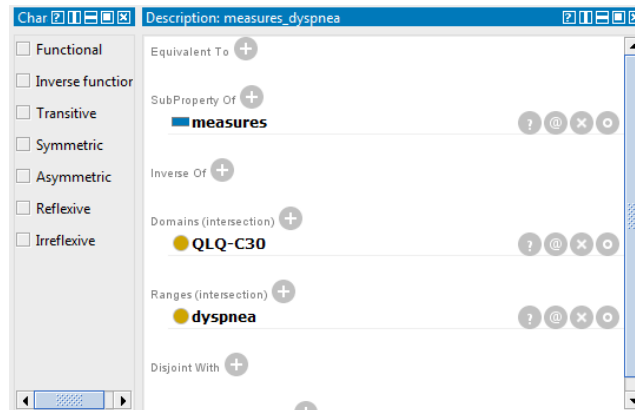 Char
Functional
Inverse function
Transitive
Symmetric
Asymmetric
Reflexive
Irreflexive
Description: measures_dyspnea
Equivalent To
SubProperty Of
measures
Inverse Of
Domains (intersection)
QLQ-C30
Ranges (intersection)
dyspnea
Disjoint With